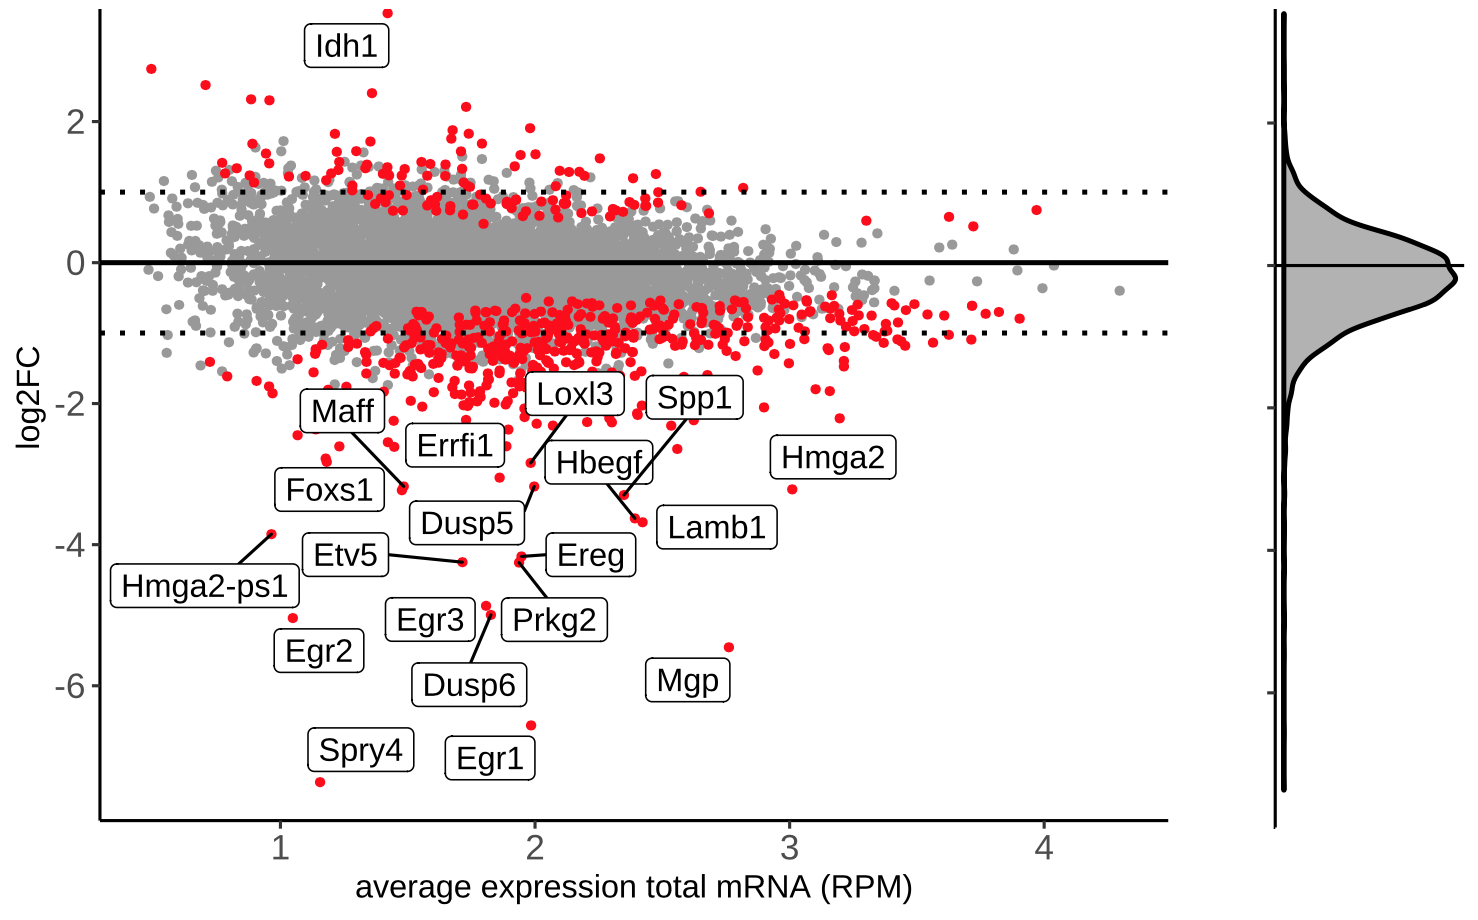 Idh1
2
0
-2
-4
-6
log2FC
Maff
Loxl3
Spp1
Errfi1
Hbegf
Hmga2
Foxs1
Dusp5
Lamb1
Etv5
Ereg
Hmga2-ps1
Egr3
Prkg2
Egr2
Dusp6
Mgp
Spry4
Egr1
1
2
3
4
average expression total mRNA (RPM)